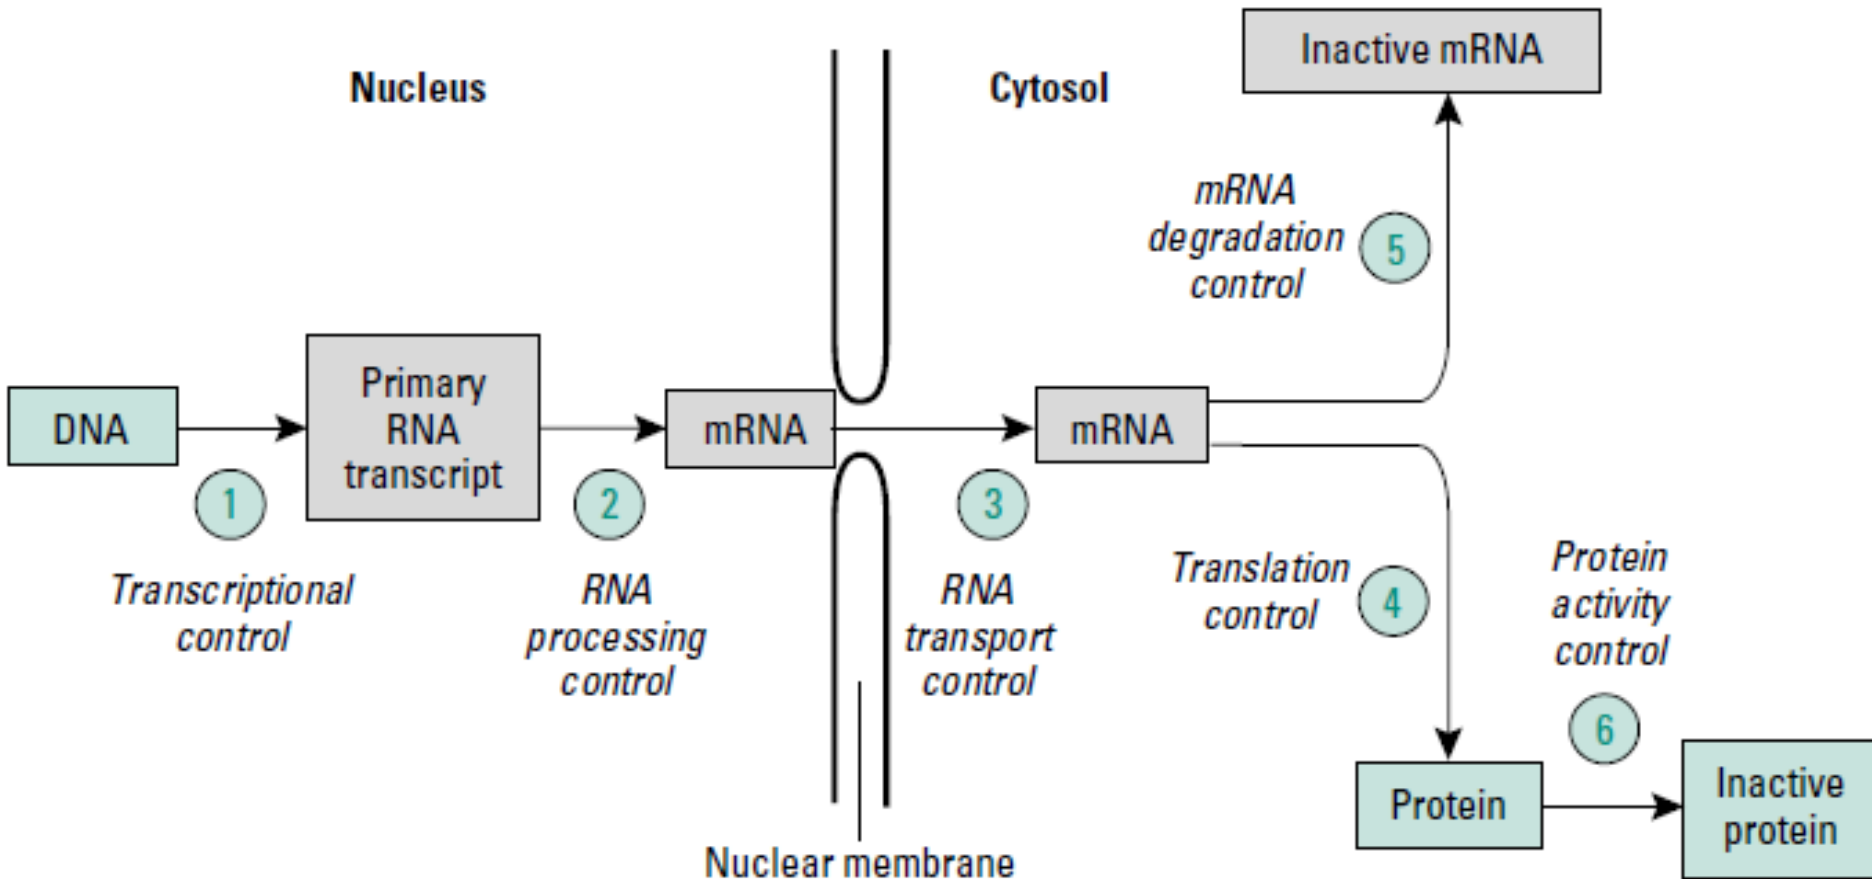 Nucleus
Cytosol
Inactive mRNA
mRNA
degradation
control
5
DNA
Primary
RNA
transcript
mRNA
mRNA
1
2
3
Transcriptional
control
RNA
processing
control
RNA
transport
control
Translation
control
4
Protein
activity
control
6
Protein
Inactive
protein
Nuclear membrane